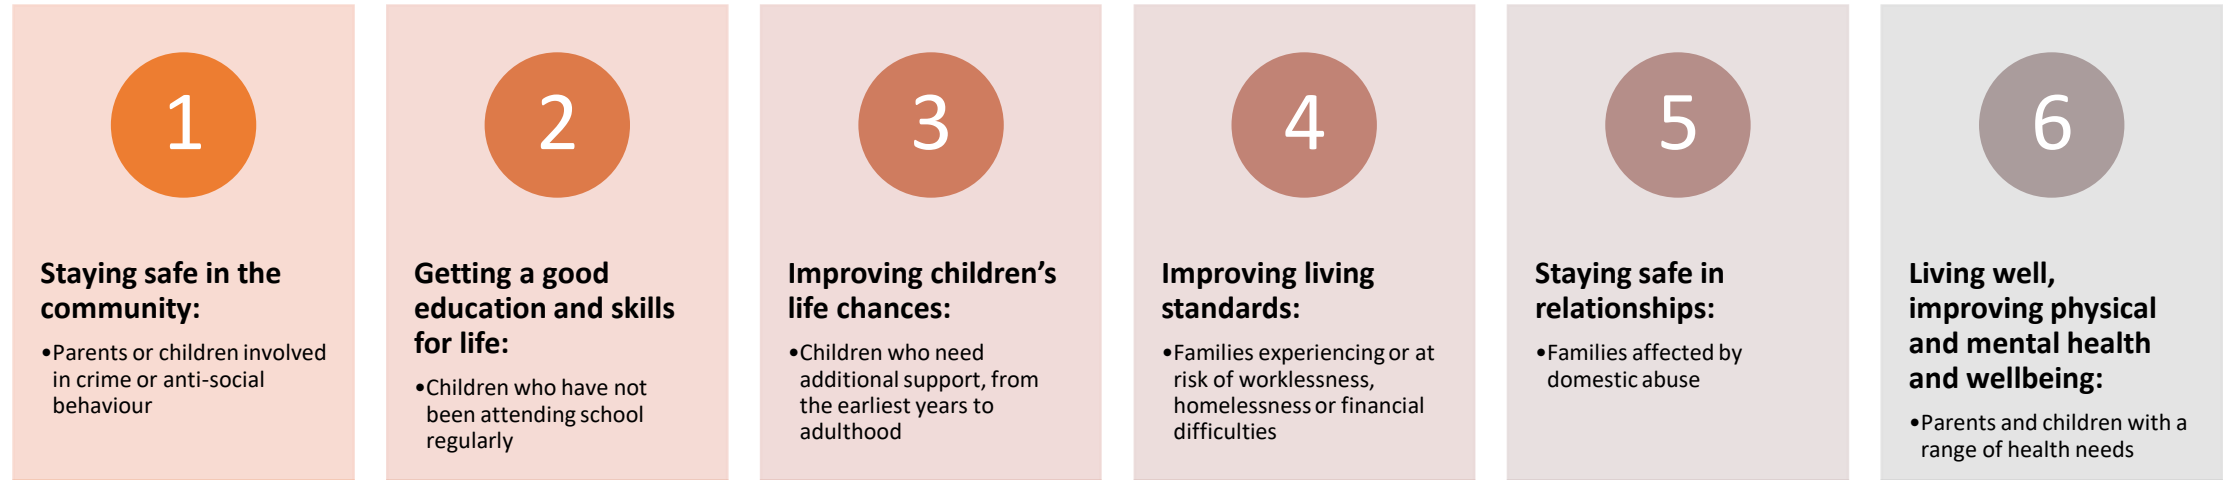 1
Staying safe in the
community:
•Parents or children involved
in crime or anti-social
behaviour
2
Getting a good
education and skills
for life:
•Children who have not
been attending school
regularly
3
Improving children’s
life chances:
•Children who need
additional support, from
the earliest years to
adulthood
4
Improving living
standards:
•Families experiencing or at
risk of worklessness,
homelessness or financial
difficulties
5
Staying safe in
relationships:
•Families affected by
domestic abuse
6
Living well,
improving physical
and mental health
and wellbeing:
•Parents and children with a
range of health needs